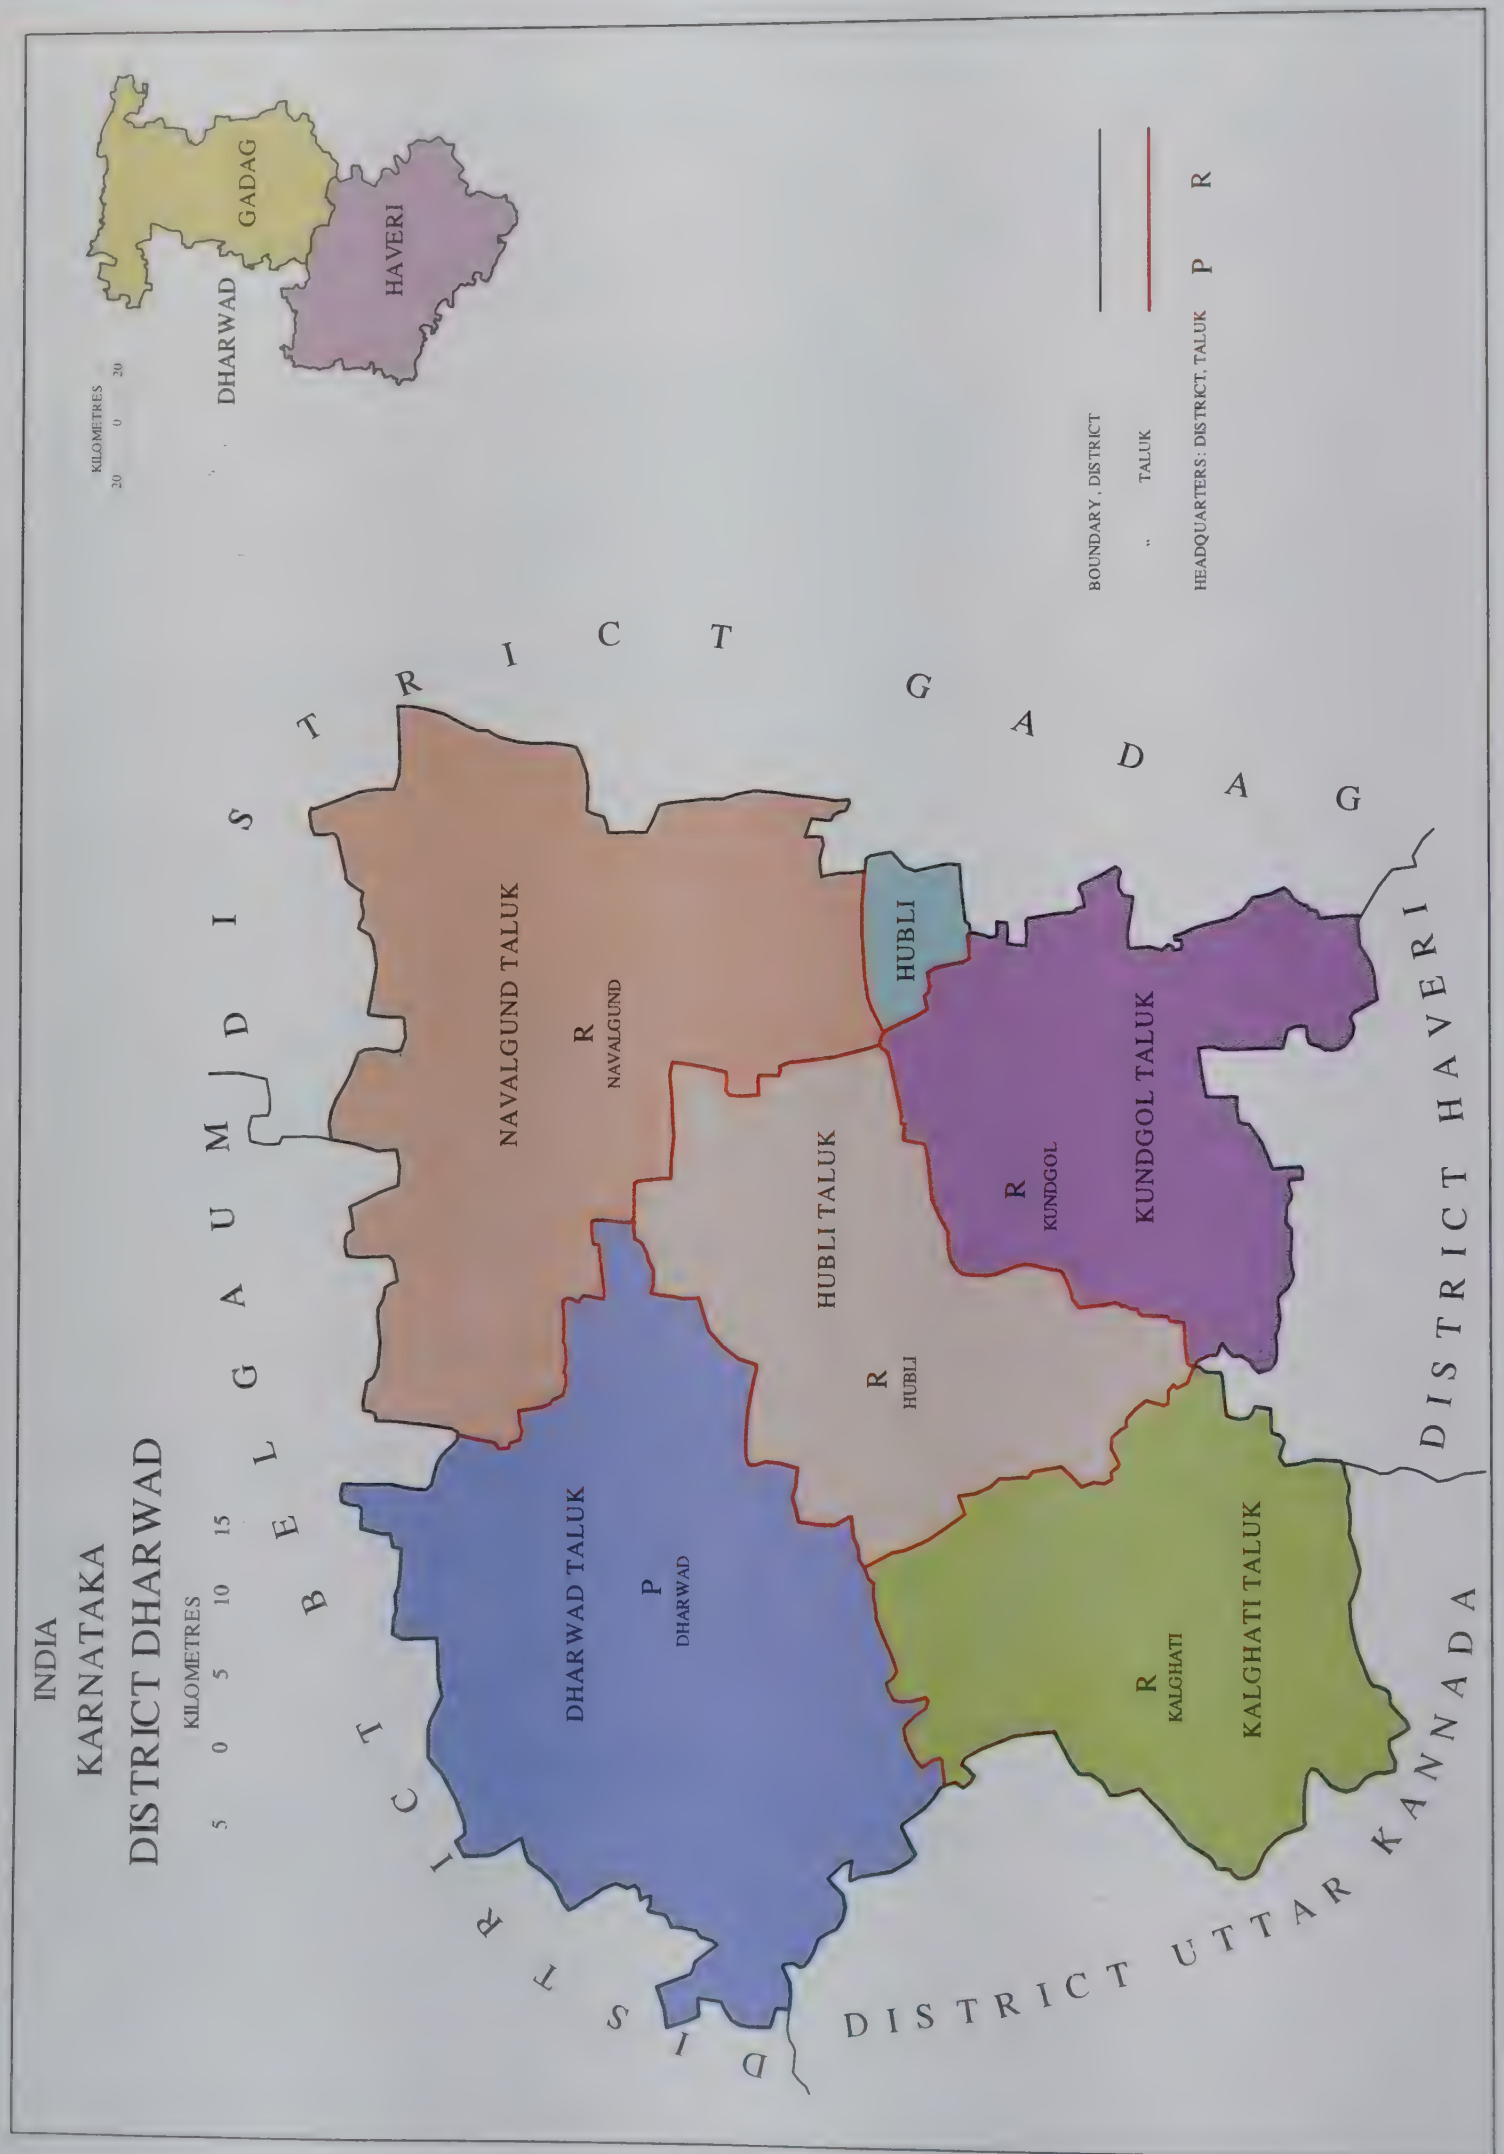 INDIA
KARNATAKA
DISTRICT DHARWAD
KILOMETRES
5 0 5 10 15
KILOMETRES
20 0 20
DHARWAD
GADAG
HAVERI
DISTRICT BELGAUM
DISTRICT GADAG
NAVALGUND TALUK
R
NAVALGUND
DHARWAD TALUK
P
DHARWAD
HUBLI TALUK
R
HUBLI
HUBLI
R
KUNDGOL
KUNDGOL TALUK
R
KALGHATI
KALGHATI TALUK
DISTRICT UTTAR KANNADA
DISTRICT HAVERI
BOUNDARY, DISTRICT
" TALUK
HEADQUARTERS: DISTRICT, TALUK P R